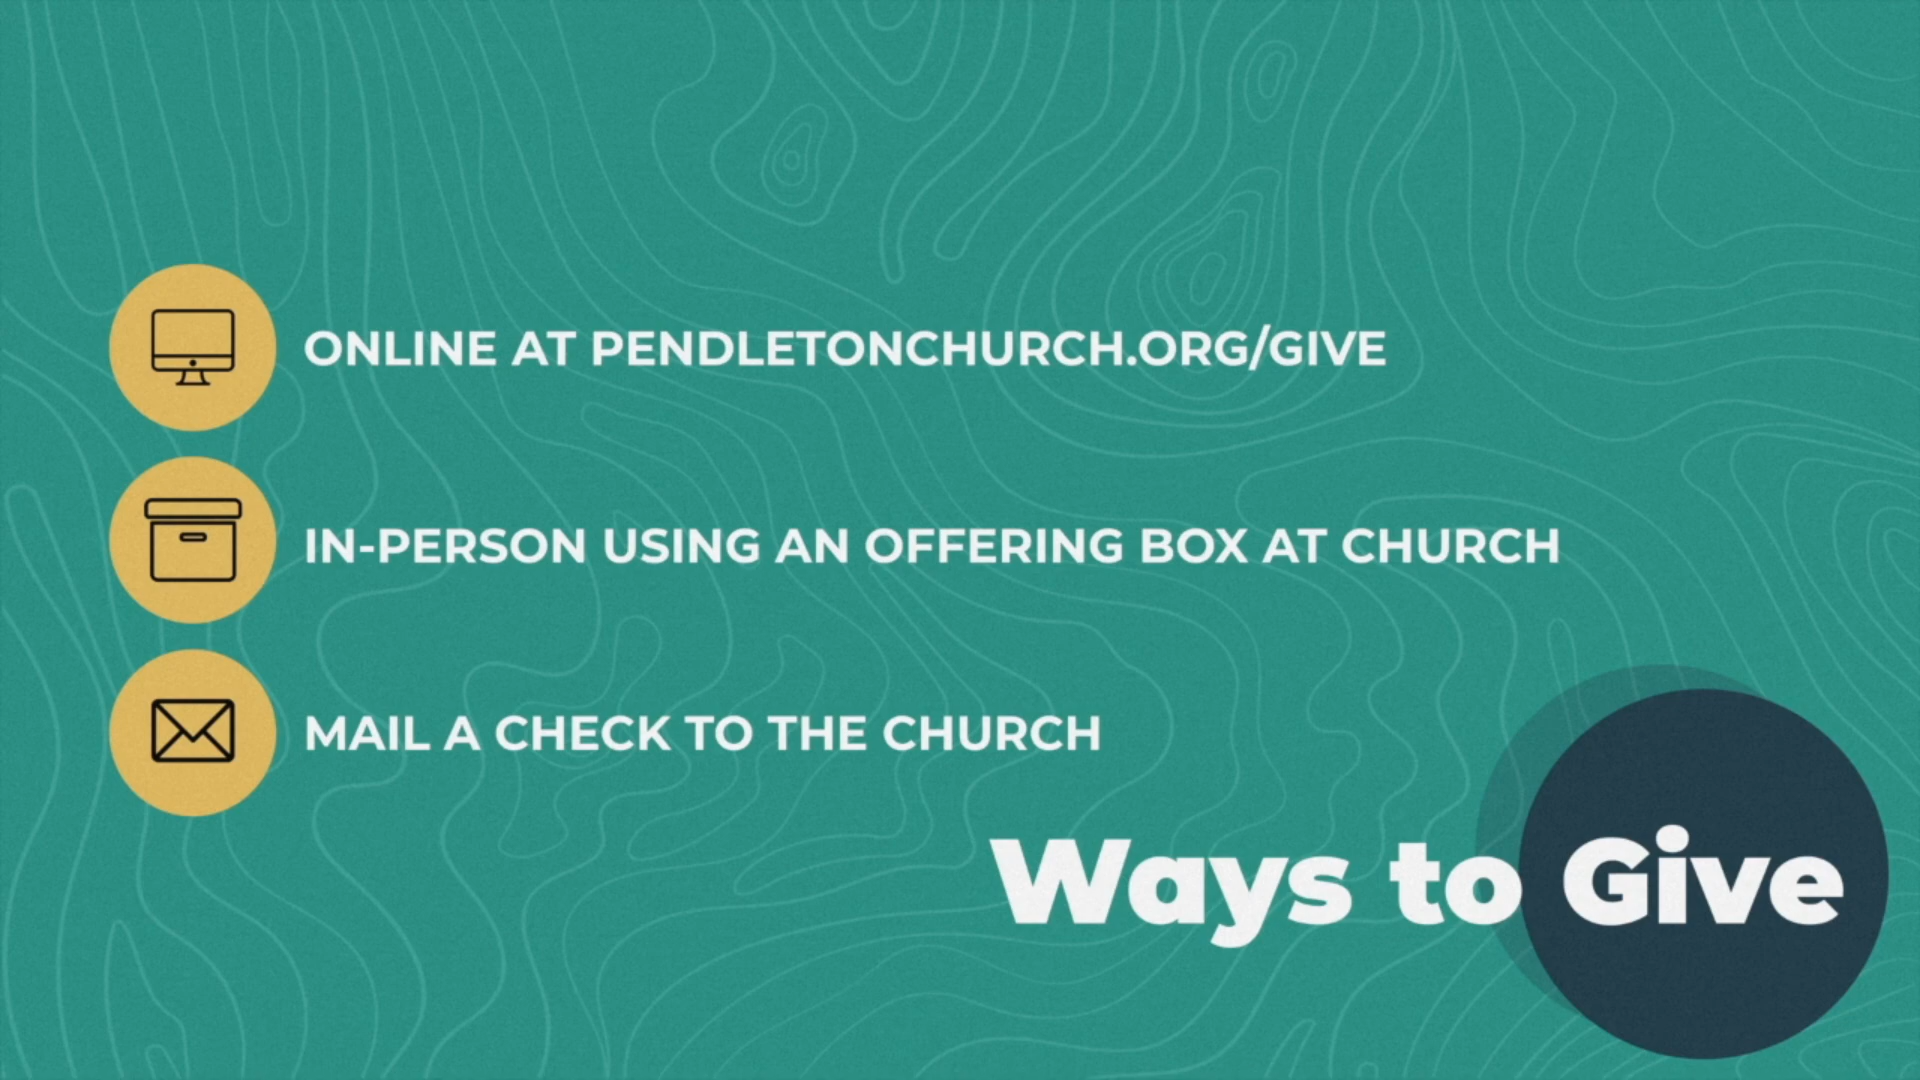 ONLINE AT PENDLETONCHURCH.ORG/GIVE
IN-PERSON USING AN OFFERING BOX AT CHURCH
MAIL A CHECK TO THE CHURCH
Ways to Give